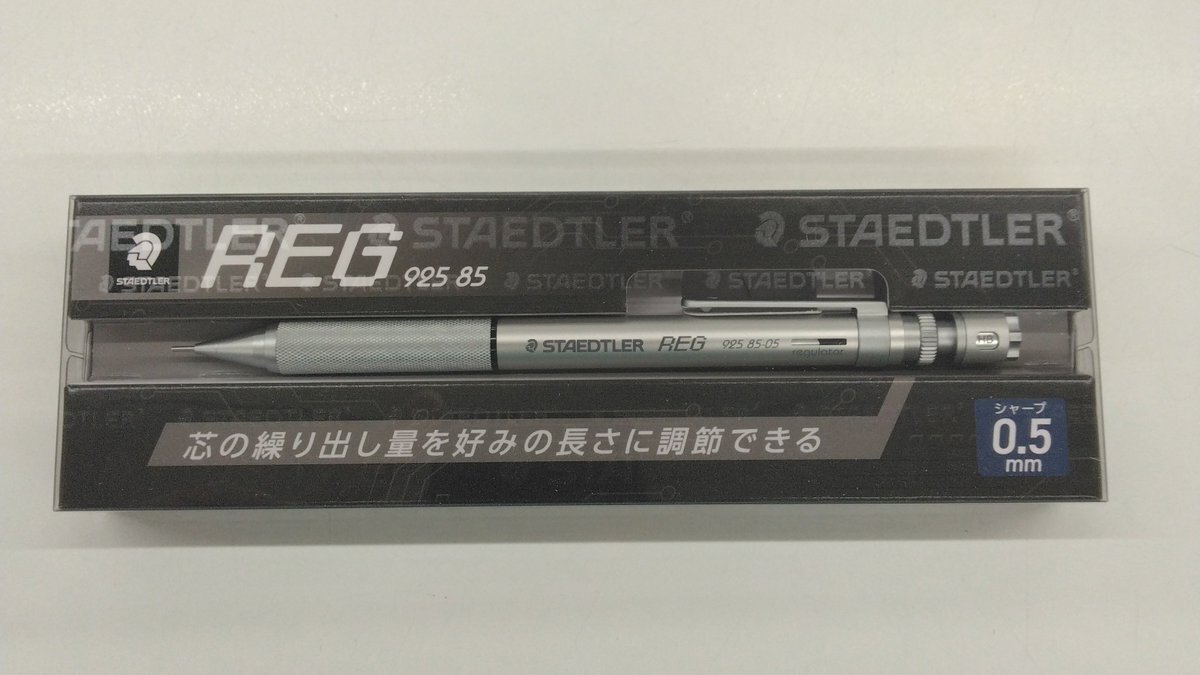 STAEDTLER® STAEDTLER®
STAEDTLER
REG 925 85
STAEDTLER® STAEDTLER®
STAEDTLER REG 925 85-05 regulator
HB
芯の繰り出し量を好みの長さに調節できる
シャープ
0.5
mm